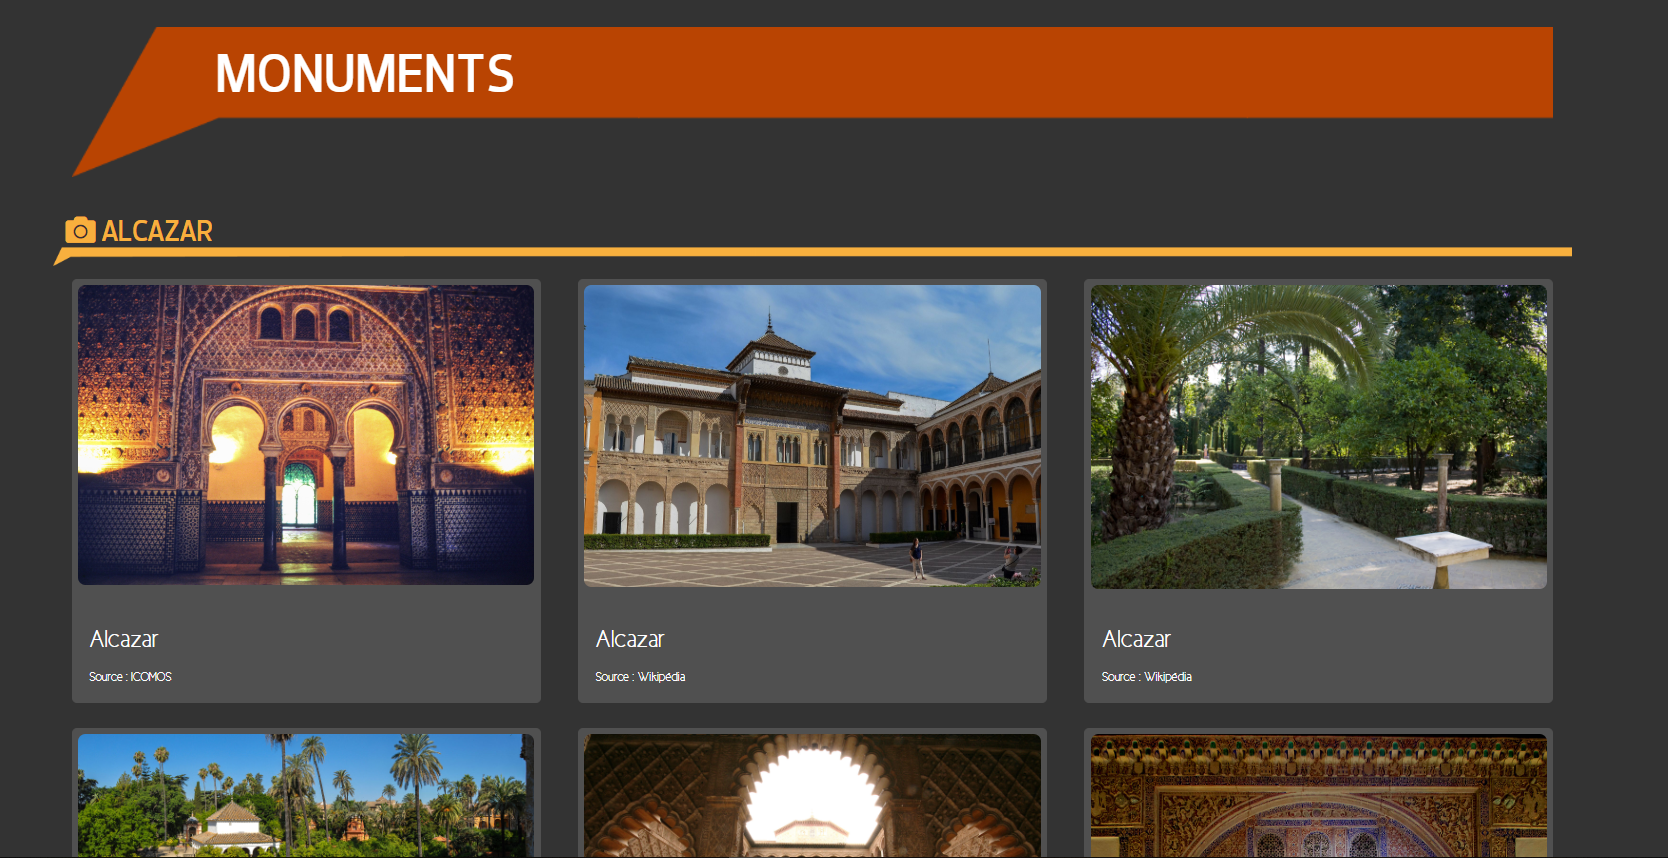 MONUMENTS
ALCAZAR
Alcazar
Source : ICOMOS
Alcazar
Source : Wikipédia
Alcazar
Source : Wikipédia